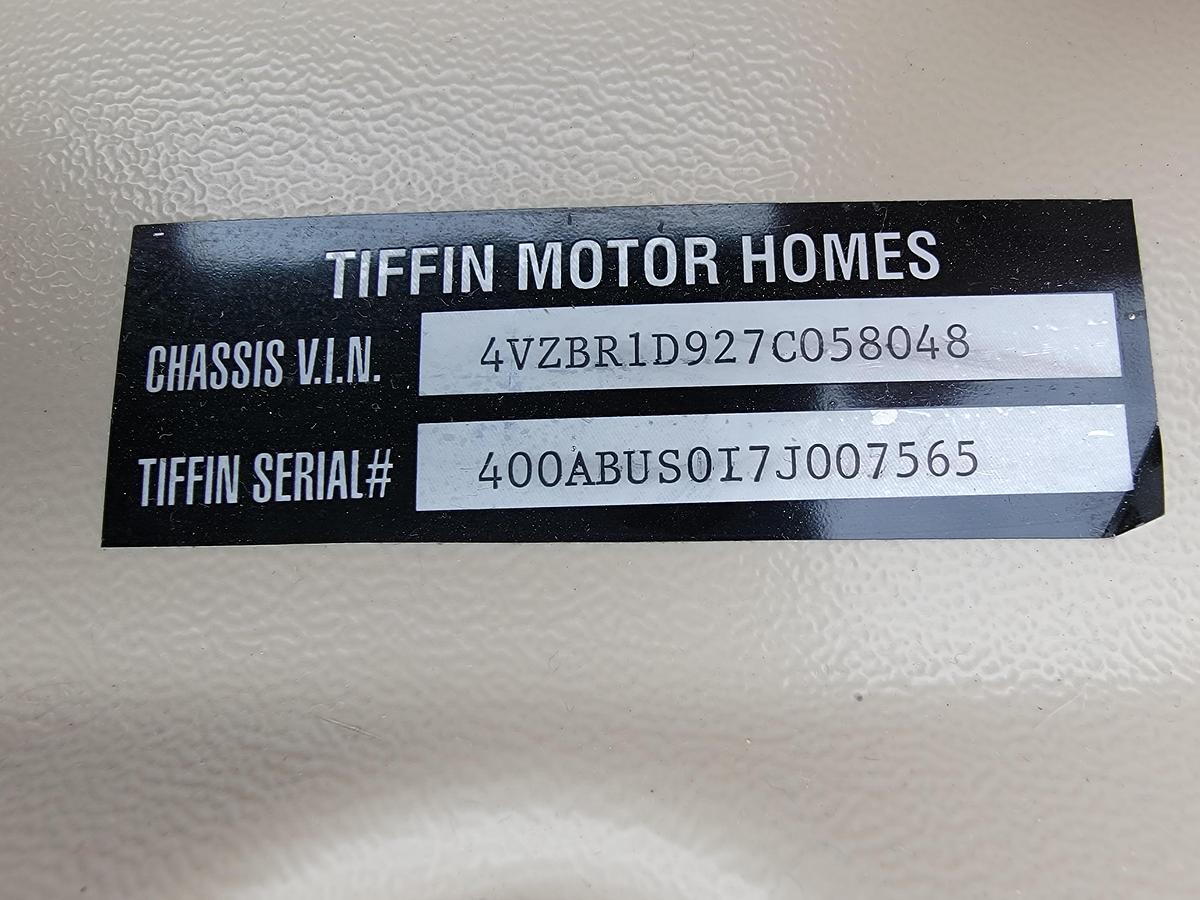 TIFFIN MOTOR HOMES
CHASSIS V.I.N. 4VZBR1D927C058048
TIFFIN SERIAL# 400ABUS0I7J007565